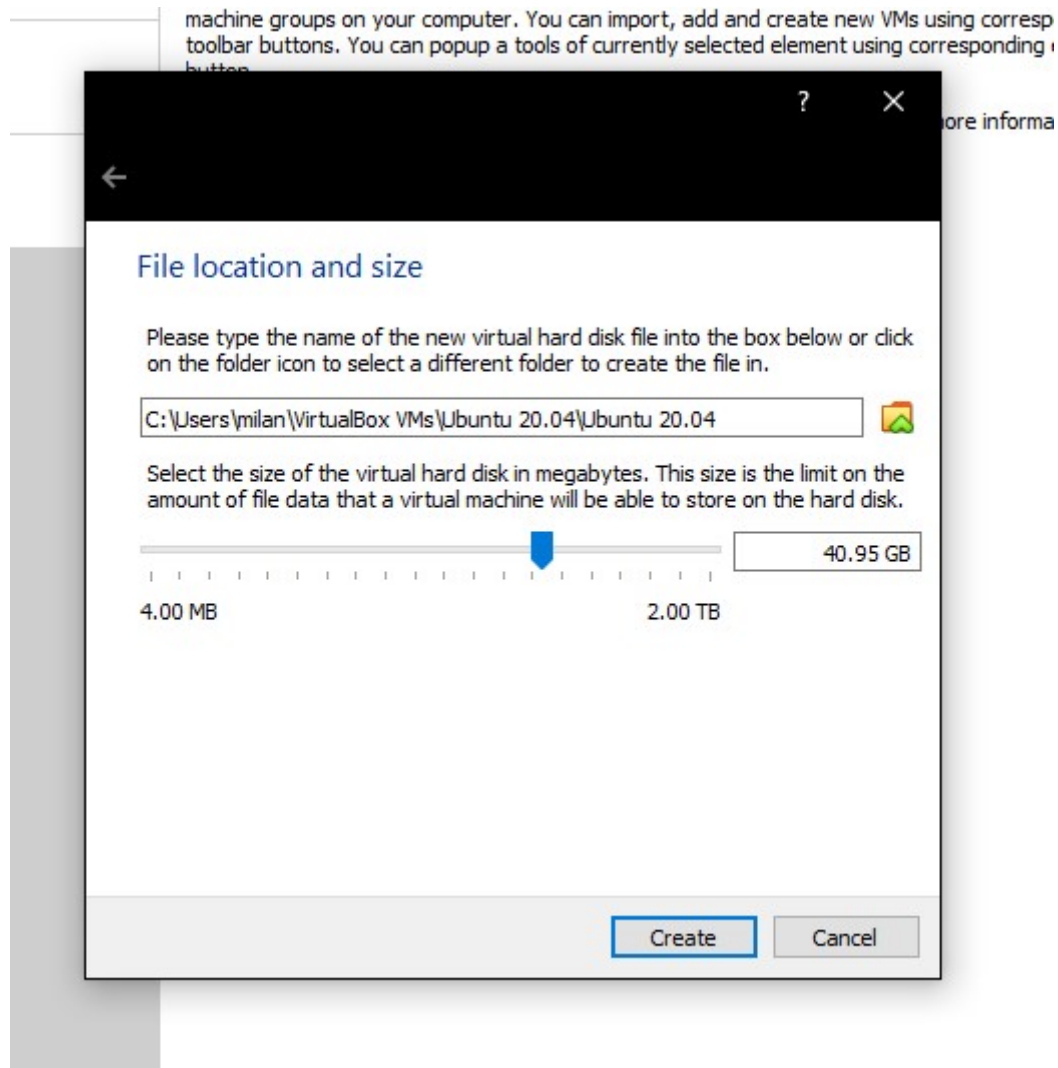 machine groups on your computer. You can import, add and create new VMs using
toolbar buttons. You can popup a tools of currently selected element using corresponding
button
?
more informa
File location and size
Please type the name of the new virtual hard disk file into the box below or click
on the folder icon to select a different folder to create the file in.
C:\Users\milan\VirtualBox VMs\Ubuntu 20.04\Ubuntu 20.04
Select the size of the virtual hard disk in megabytes. This size is the limit on the
amount of file data that a virtual machine will be able to store on the hard disk.
40.95 GB
4.00 MB 2.00 TB
Create Cancel